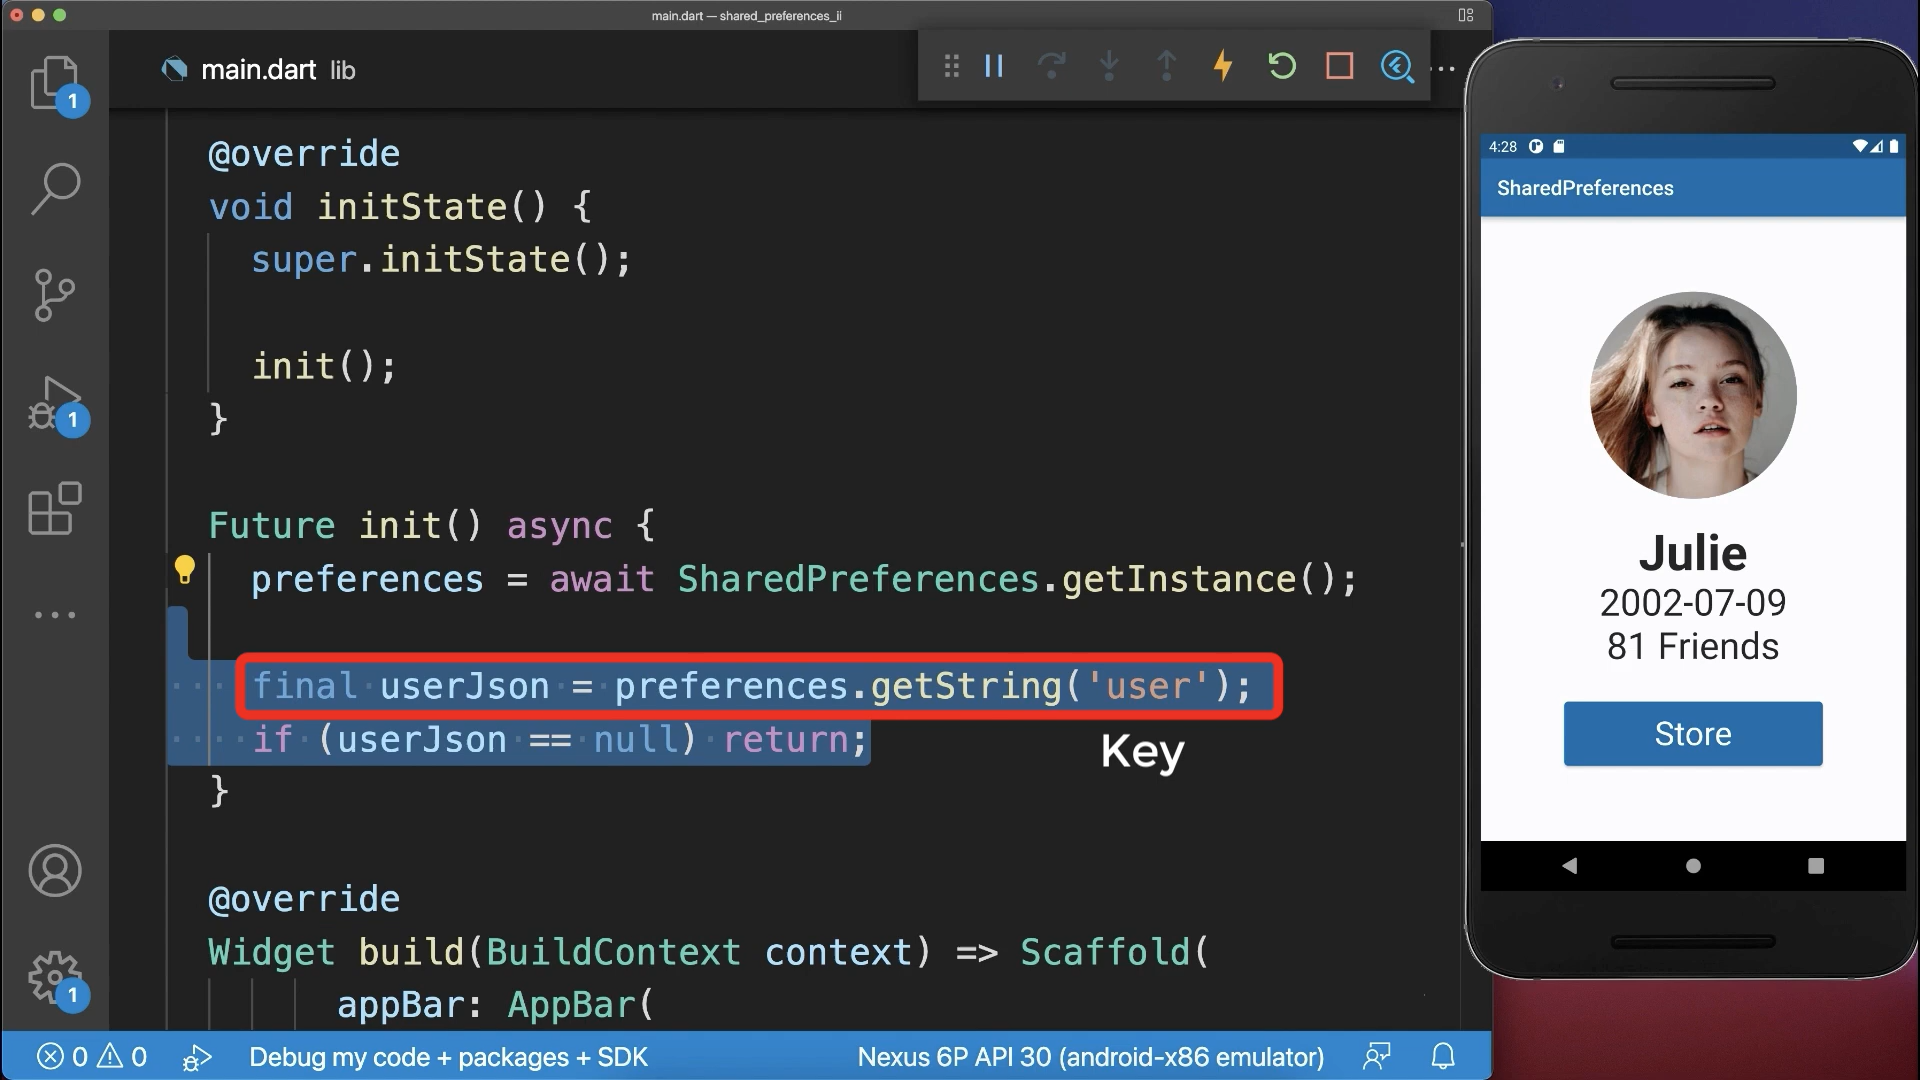 main.dart — shared_preferences_ii
main.dart lib
1
@override
void initState() {
super.initState();
init();
}
1
Future init() async {
preferences = await SharedPreferences.getInstance();
final userJson = preferences.getString('user');
if (userJson == null) return;
Key
}
@override
Widget build(BuildContext context) => Scaffold(
1
appBar: AppBar(
0 0 Debug my code + packages + SDK Nexus 6P API 30 (android-x86 emulator)
4:28
SharedPreferences
Julie
2002-07-09
81 Friends
Store